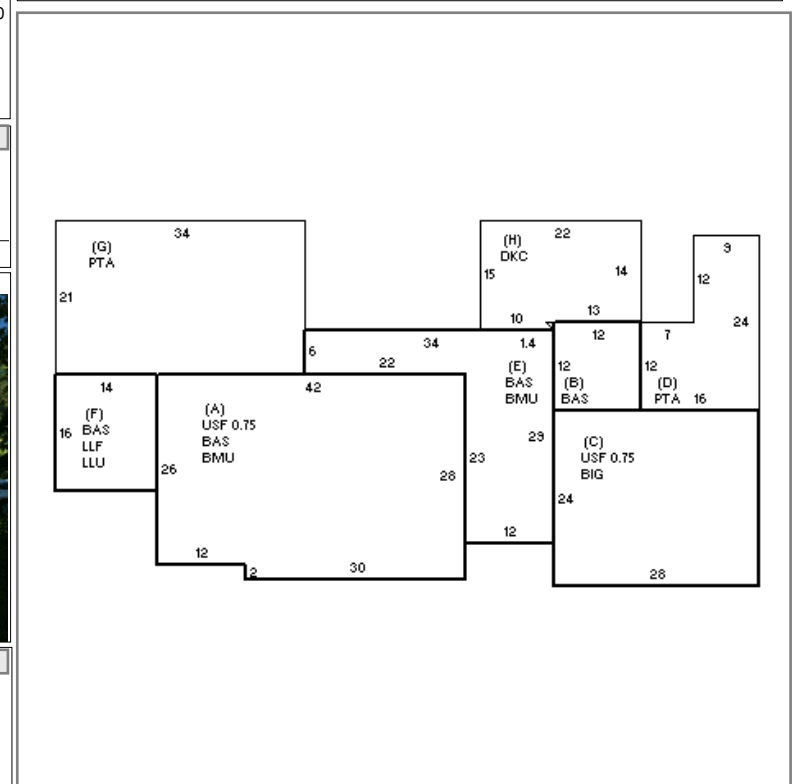 34
(G)
PTA
21
22
(H)
DKC
15
14
10
13
9
12
24
7
12
(D)
PTA 16
6
34
22
1.4
(E)
BAS
BMU
29
23
12
12
12
(B)
BAS
14
(F)
BAS
LLF
LLU
16
42
(A)
USF 0.75
BAS
BMU
26
28
12
2
30
(C)
USF 0.75
BIG
24
28